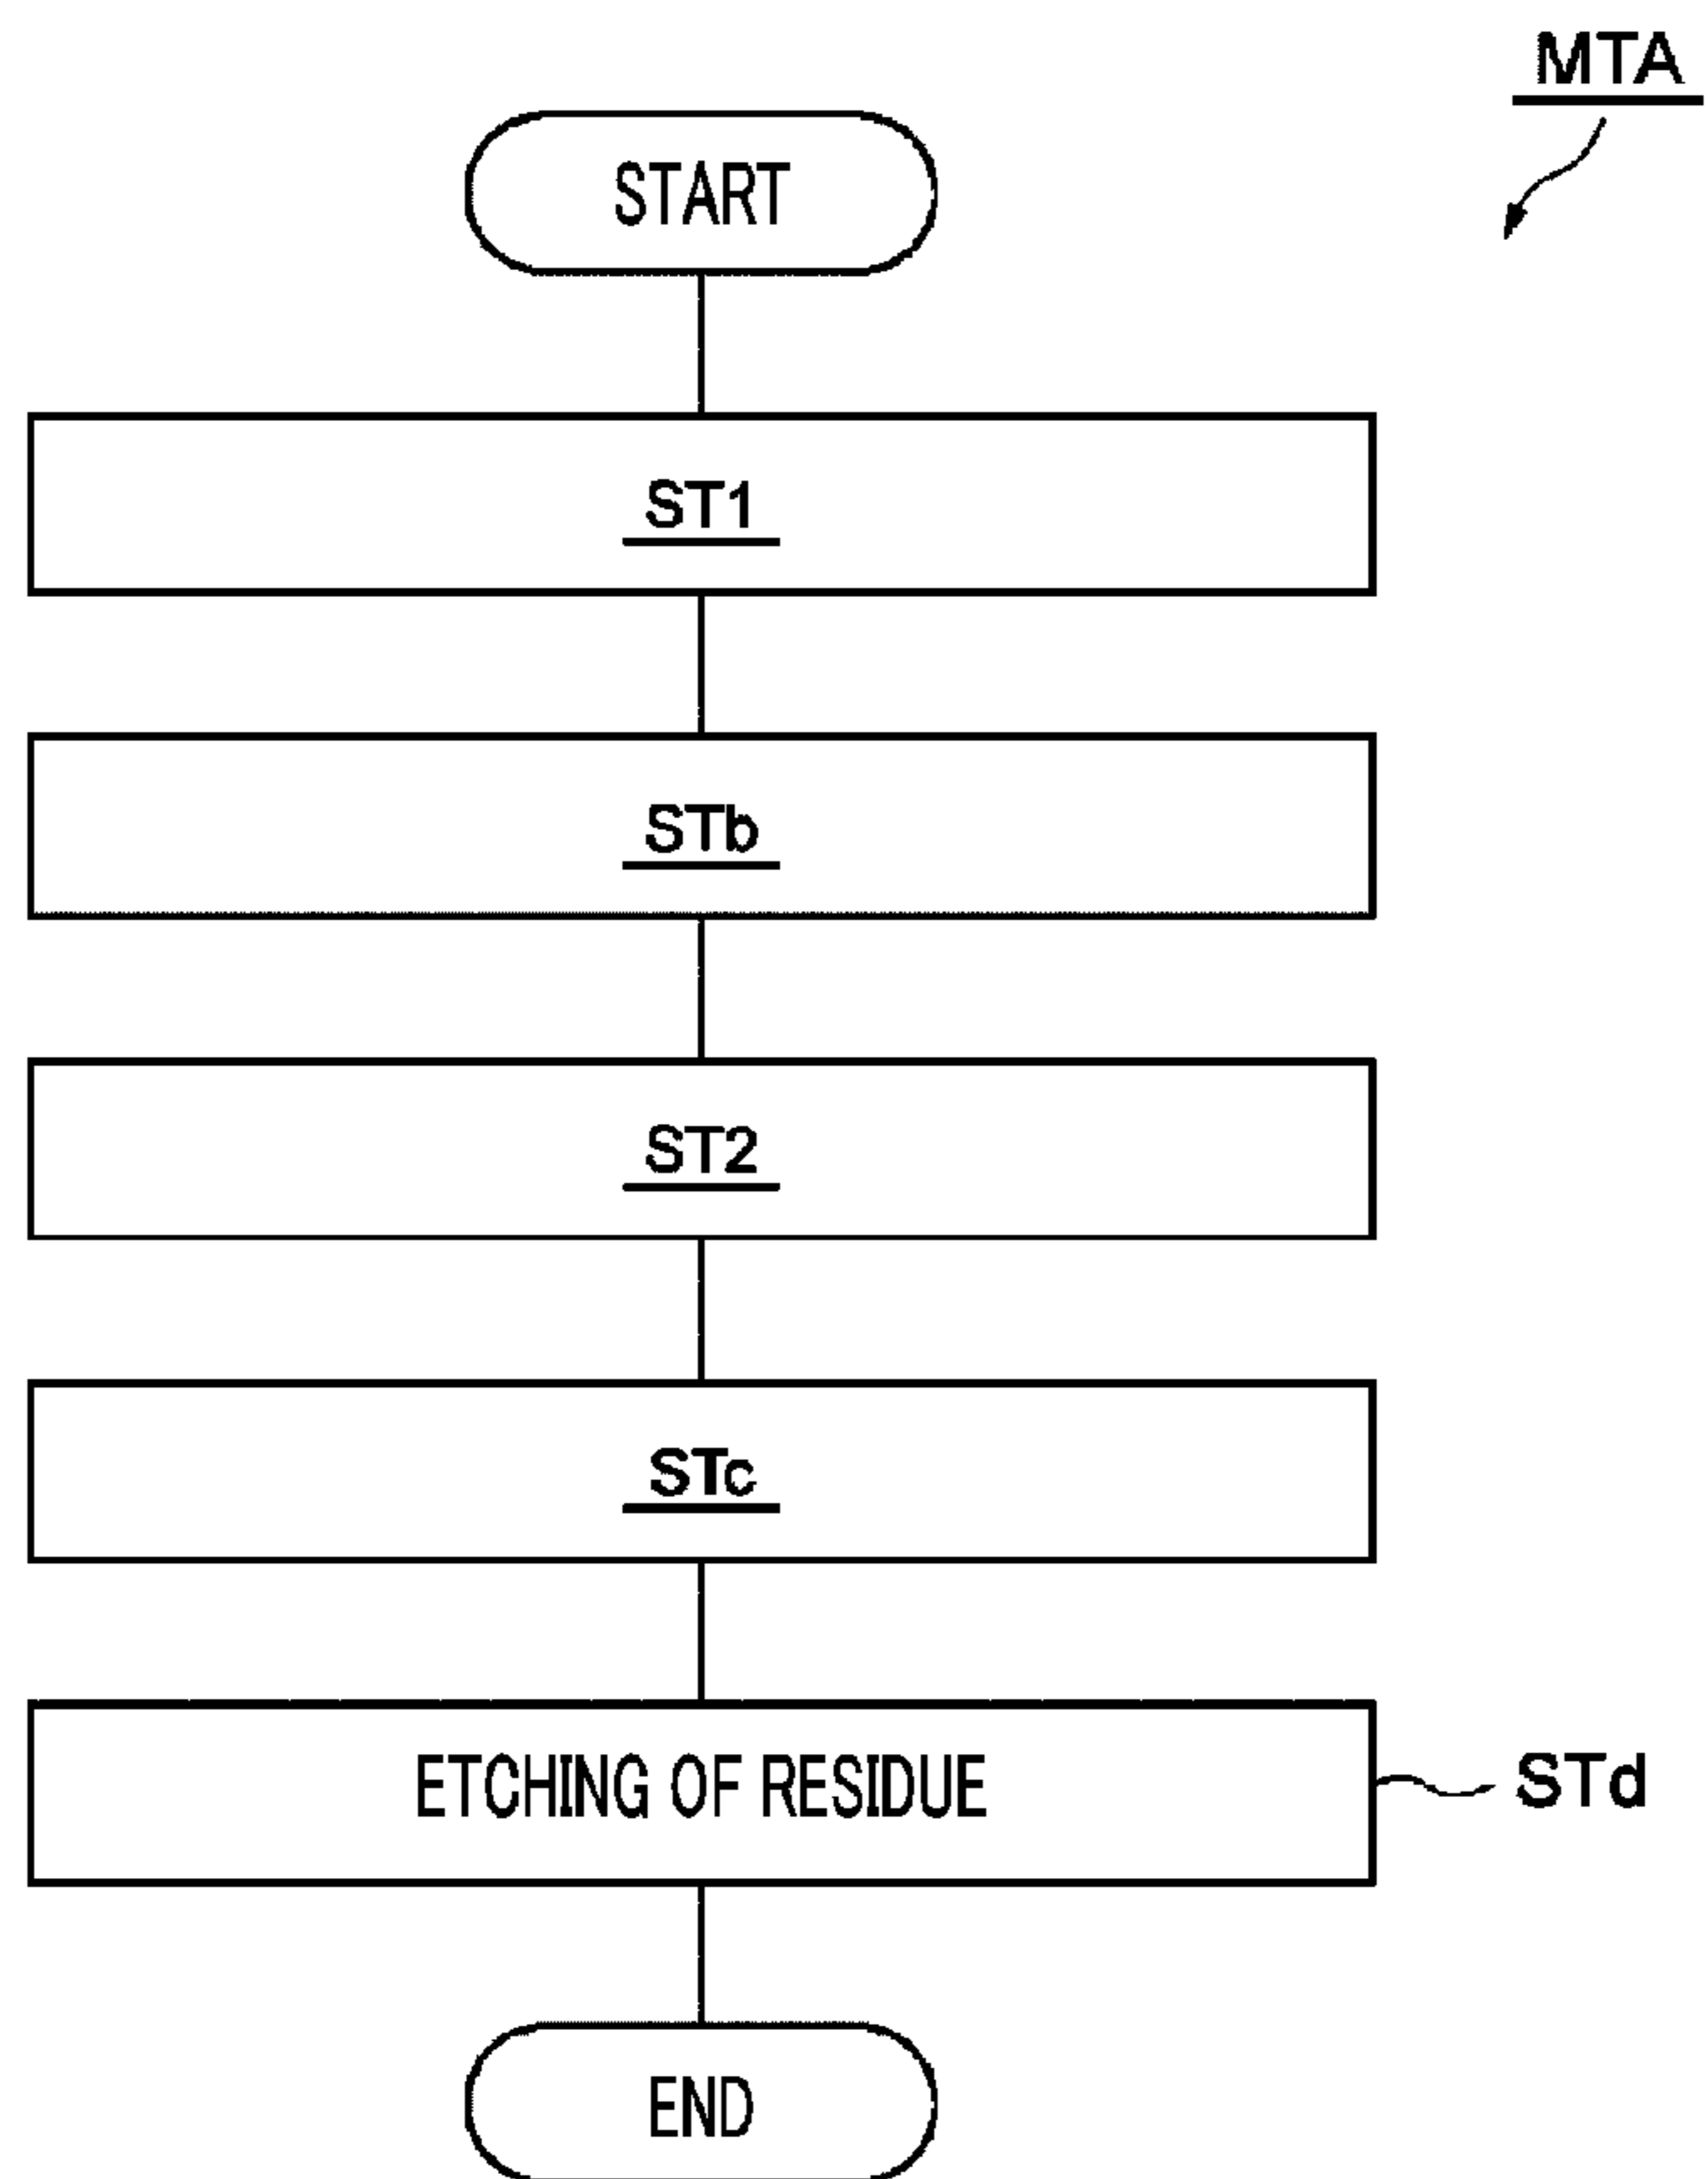 MTA
START
ST1
STb
ST2
STc
ETCHING OF RESIDUE
STd
END